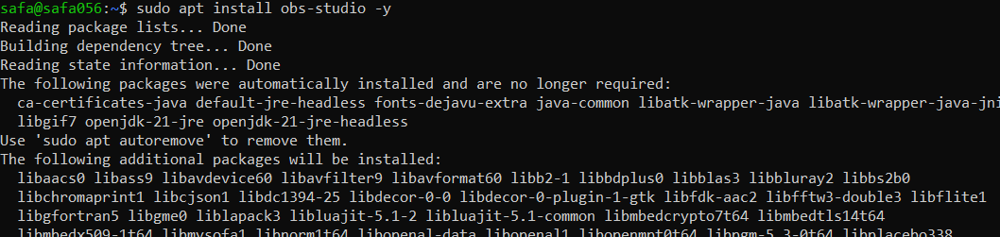 safa@safa056:~$ sudo apt install obs-studio -y
Reading package lists... Done
Building dependency tree... Done
Reading state information... Done
The following packages were automatically installed and are no longer required:
  ca-certificates-java default-jre-headless fonts-dejavu-extra java-common libatk-wrapper-java libatk-wrapper-java-jni
  libgif7 openjdk-21-jre openjdk-21-jre-headless
Use 'sudo apt autoremove' to remove them.
The following additional packages will be installed:
  libaacs0 libass9 libavdevice60 libavfilter9 libavformat60 libb2-1 libbdplus0 libblas3 libbluray2 libbs2b0
  libchromaprint1 libcjson1 libdc1394-25 libdecor-0-0 libdecor-0-plugin-1-gtk libfdk-aac2 libfftw3-double3 libflite1
  libgfortran5 libgme0 liblapack3 libluajit-5.1-2 libluajit-5.1-common libmbedcrypto7t64 libmbedtls14t64
  libmbedx509-1t64 libmysofa1 libnorm1t64 libopenal-data libopenal1 libopenmpt0t64 libpgm-5.3-0t64 libplacebo338